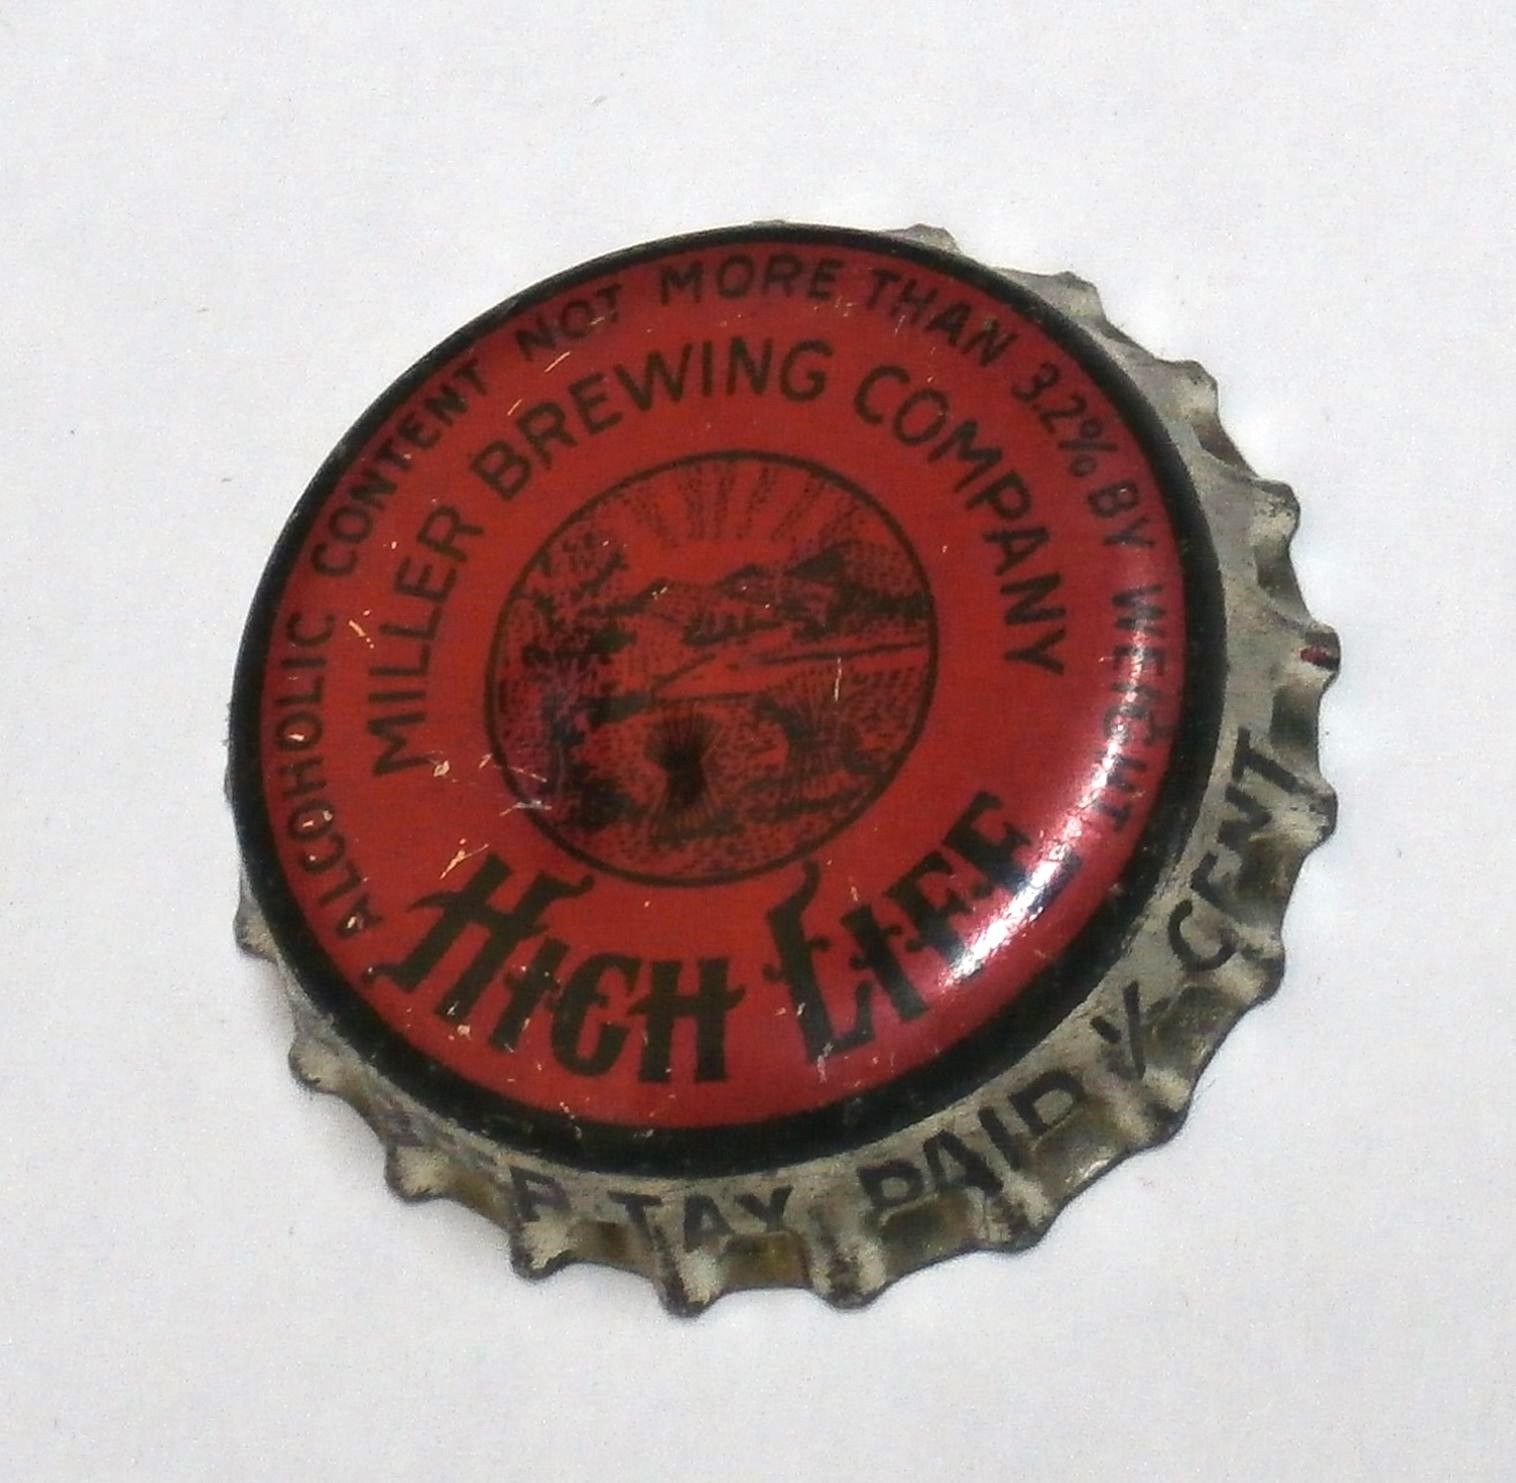 ALCOHOLIC CONTENT NOT MORE THAN 3.2% BY WEIGHT
MILLER BREWING COMPANY
HIGH LIFE
TAX PAID ½ CENT